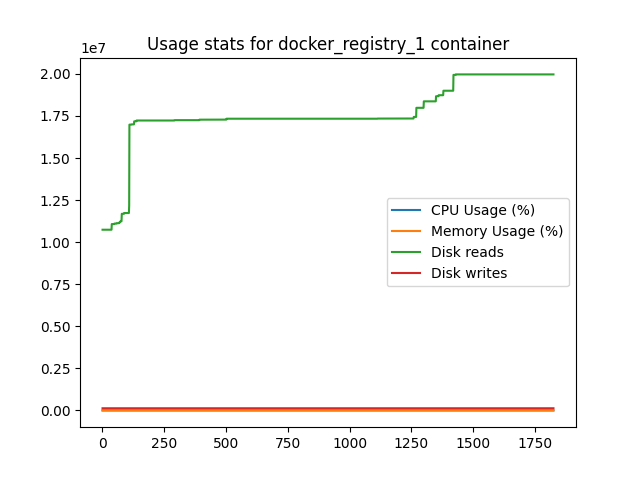 Usage stats for docker_registry_1 container
1e7
2.00
1.75
1.50
1.25
1.00
0.75
0.50
0.25
0.00
CPU Usage (%)
Memory Usage (%)
Disk reads
Disk writes
0 250 500 750 1000 1250 1500 1750